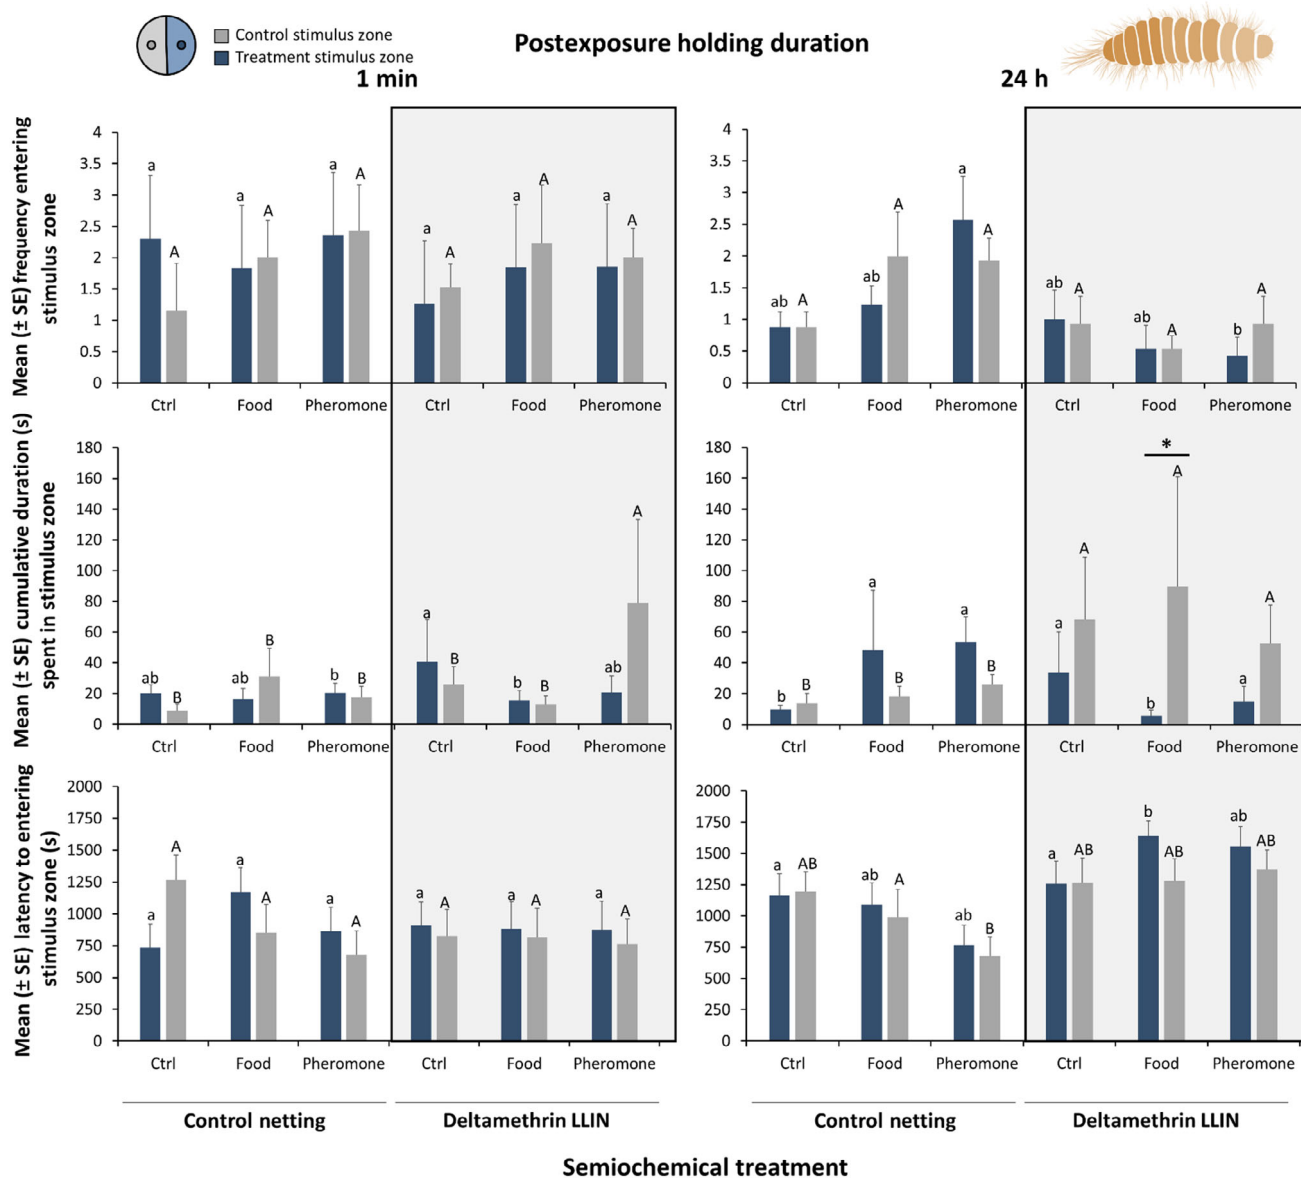 Control stimulus zone
Treatment stimulus zone
Postexposure holding duration
1 min
24 h
Mean (± SE) frequency entering
stimulus zone
4
3.5
3
2.5
2
1.5
1
0.5
0
a
A
a
A
a
A
a
A
a
A
a
A
Ctrl
Food
Pheromone
Ctrl
Food
Pheromone
4
3.5
3
2.5
2
1.5
1
0.5
0
ab
A
ab
A
a
A
ab
A
ab
A
b
A
Ctrl
Food
Pheromone
Ctrl
Food
Pheromone
Mean (± SE) cumulative duration (s)
spent in stimulus zone
180
160
140
120
100
80
60
40
20
0
ab
B
ab
B
b
B
a
B
b
B
ab
A
Ctrl
Food
Pheromone
Ctrl
Food
Pheromone
180
160
140
120
100
80
60
40
20
0
b
A
a
B
a
B
a
A
*
b
A
a
A
Ctrl
Food
Pheromone
Ctrl
Food
Pheromone
Mean (± SE) latency to entering
stimulus zone (s)
2000
1750
1500
1250
1000
750
500
250
0
a
A
a
A
a
A
a
A
a
A
a
A
Ctrl
Food
Pheromone
Ctrl
Food
Pheromone
2000
1750
1500
1250
1000
750
500
250
0
a
AB
ab
A
ab
B
a
AB
b
AB
ab
AB
Ctrl
Food
Pheromone
Ctrl
Food
Pheromone
Control netting
Deltamethrin LLIN
Control netting
Deltamethrin LLIN
Semiochemical treatment